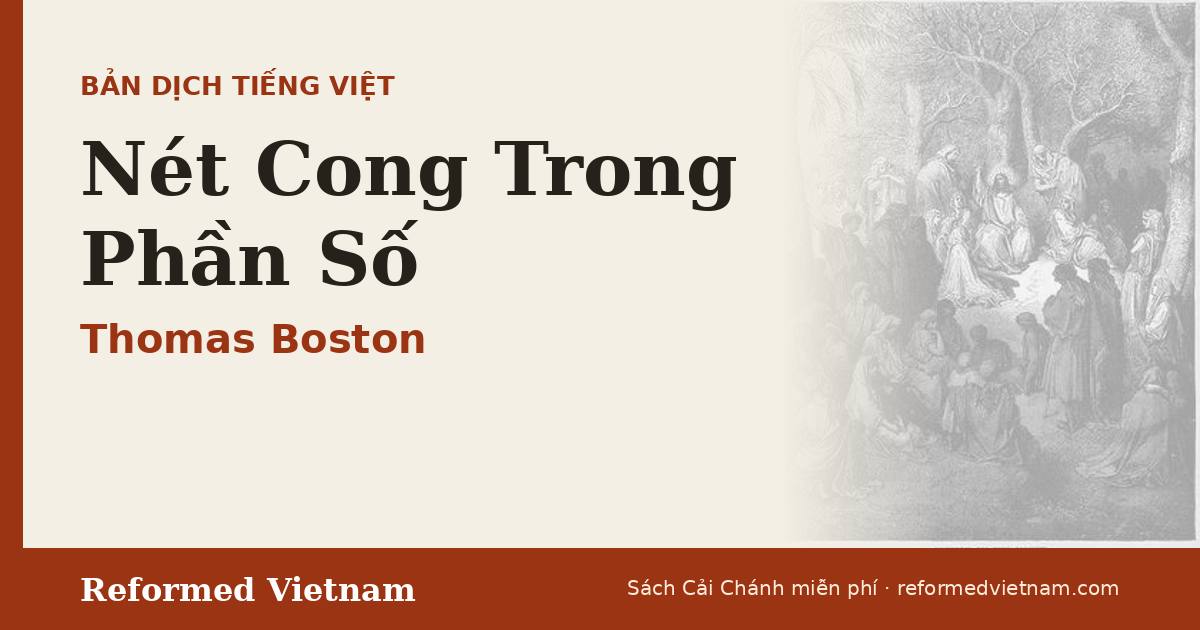 BẢN DỊCH TIẾNG VIỆT
Nét Cong Trong
Phần Số
Thomas Boston
Reformed Vietnam
Sách Cải Chánh miễn phí · reformedvietnam.com